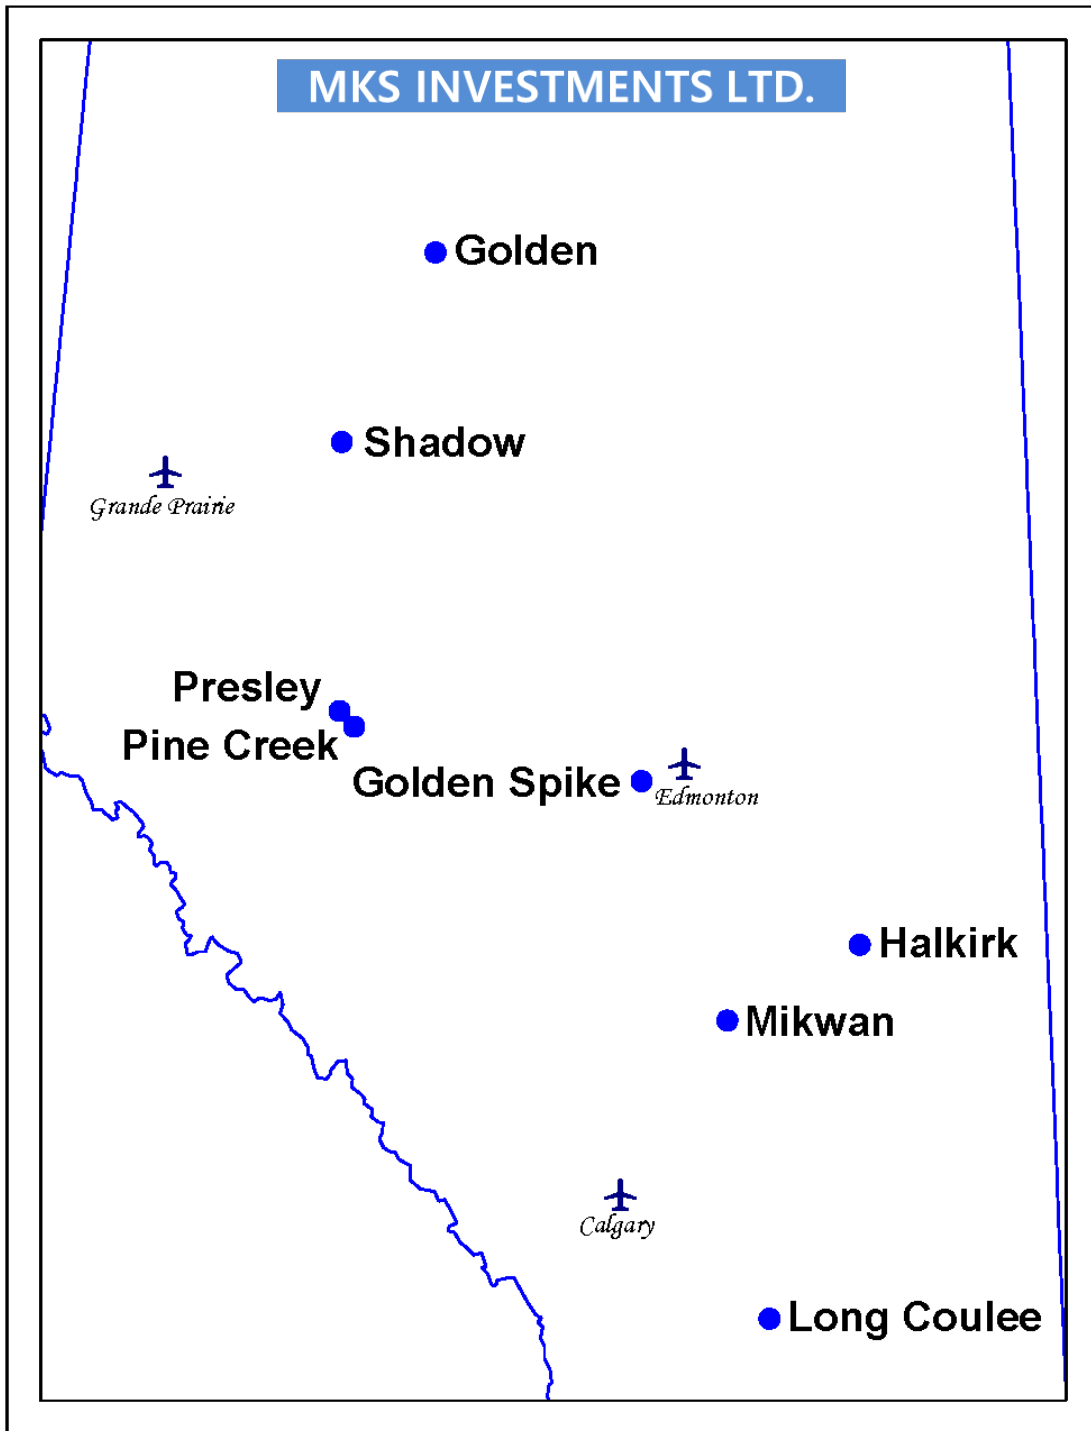 MKS INVESTMENTS LTD.
Golden
Shadow
Grande Prairie
Presley
Pine Creek
Golden Spike
Edmonton
Halkirk
Mikwan
Calgary
Long Coulee